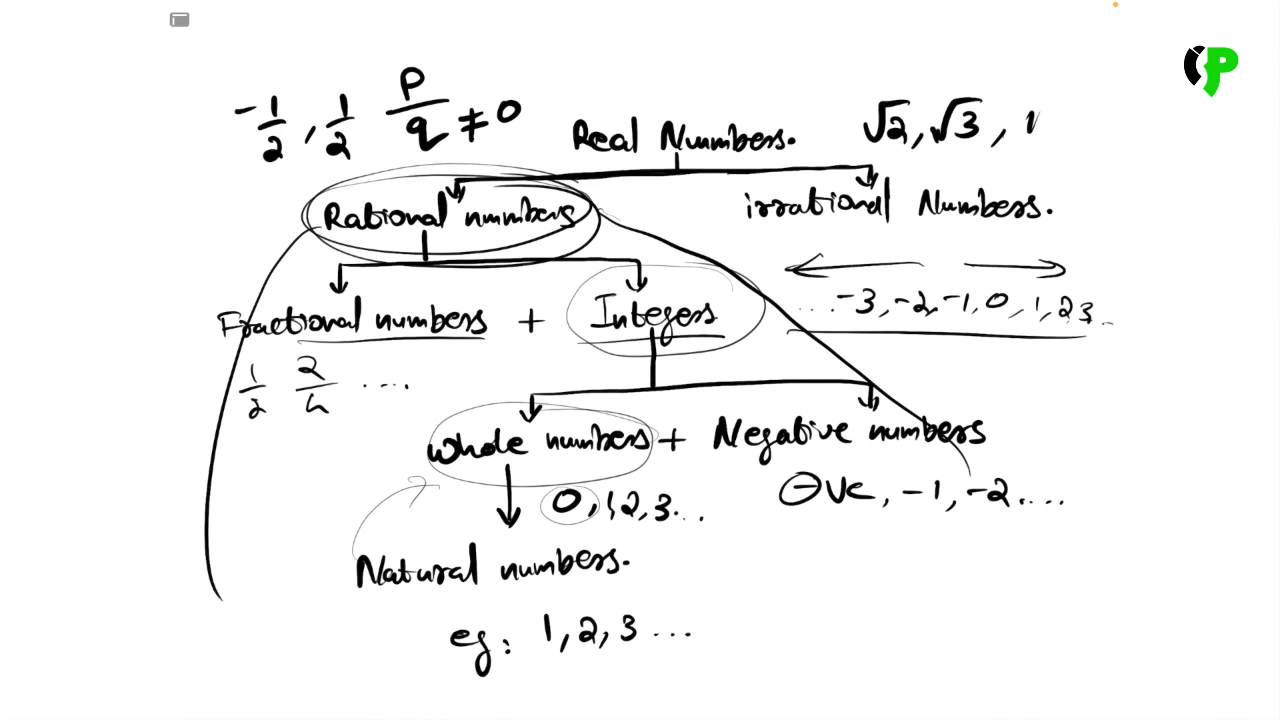 -1/2, 1/2 p/q ≠ 0
Real Numbers.
√2, √3, 1
Rational numbers
irrational Numbers.
Fractional numbers + Integers
...-3, -2, -1, 0, 1, 2 3..
1/2 2/4 ....
Whole numbers + Negative numbers
0, 1, 2, 3...
⊖ve, -1, -2....
Natural numbers.
eg: 1, 2, 3 ...
P